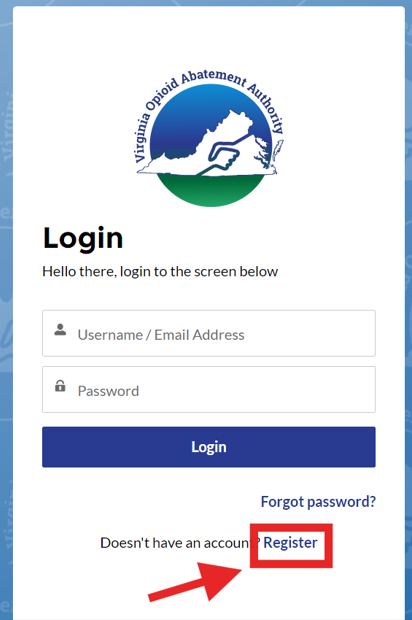 Virginia Opioid Abatement Authority
Login
Hello there, login to the screen below
Username / Email Address
Password
Login
Forgot password?
Doesn't have an account? Register